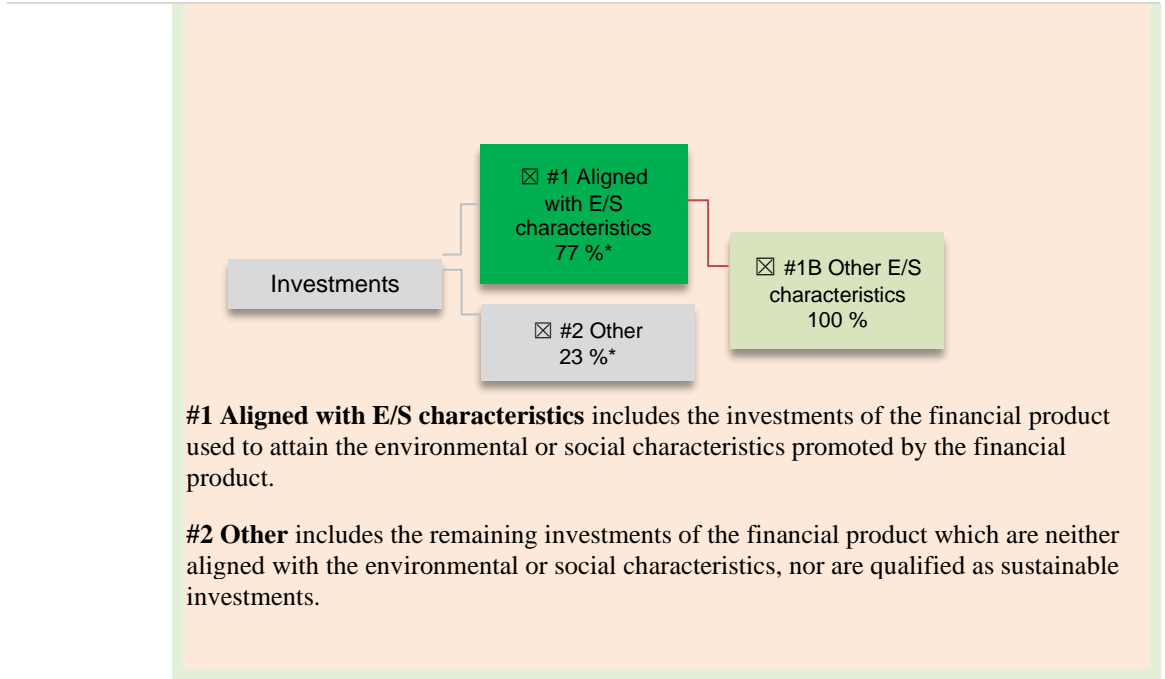 ☒ #1 Aligned
with E/S
characteristics
77 %*
Investments
☒ #1B Other E/S
characteristics
100 %
☒ #2 Other
23 %*
#1 Aligned with E/S characteristics includes the investments of the financial product
used to attain the environmental or social characteristics promoted by the financial
product.
#2 Other includes the remaining investments of the financial product which are neither
aligned with the environmental or social characteristics, nor are qualified as sustainable
investments.